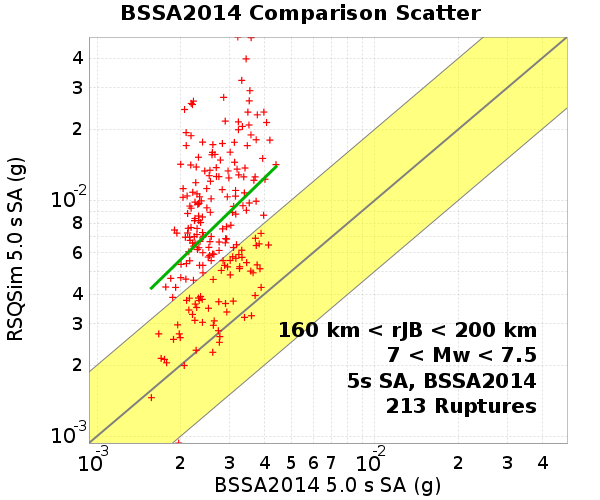 BSSA2014 Comparison Scatter
RSQSim 5.0 s SA (g)
4
3
2
10-2
8
6
4
3
2
10-3
160 km < rJB < 200 km
7 < Mw < 7.5
5s SA, BSSA2014
213 Ruptures
10-3 2 3 4 5 6 7 10-2 2 3 4
BSSA2014 5.0 s SA (g)